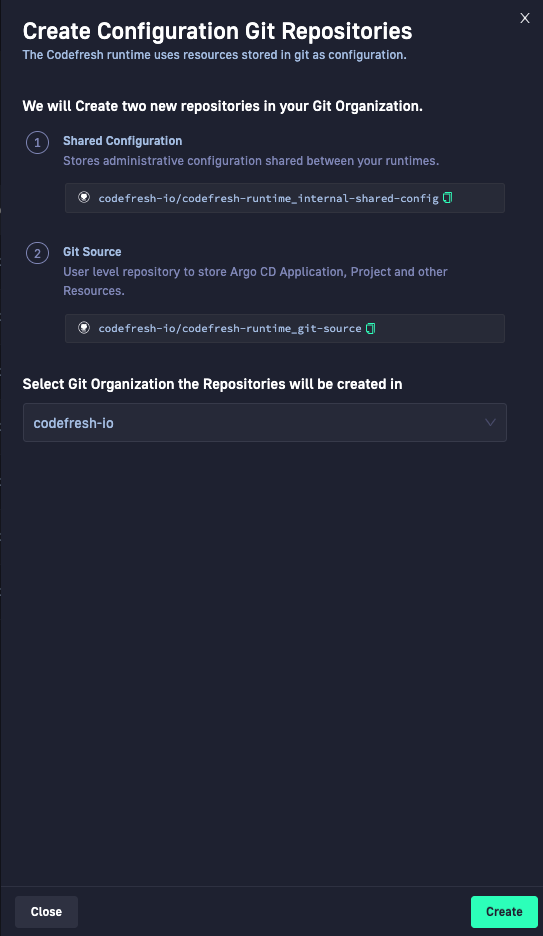 Create Configuration Git Repositories
X
The Codefresh runtime uses resources stored in git as configuration.
We will Create two new repositories in your Git Organization.
1
Shared Configuration
Stores administrative configuration shared between your runtimes.
codefresh-io/codefresh-runtime_internal-shared-config
2
Git Source
User level repository to store Argo CD Application, Project and other
Resources.
codefresh-io/codefresh-runtime_git-source
Select Git Organization the Repositories will be created in
codefresh-io
Close
Create